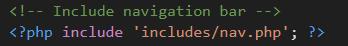 <!-- Include navigation bar -->
<?php include 'includes/nav.php'; ?>